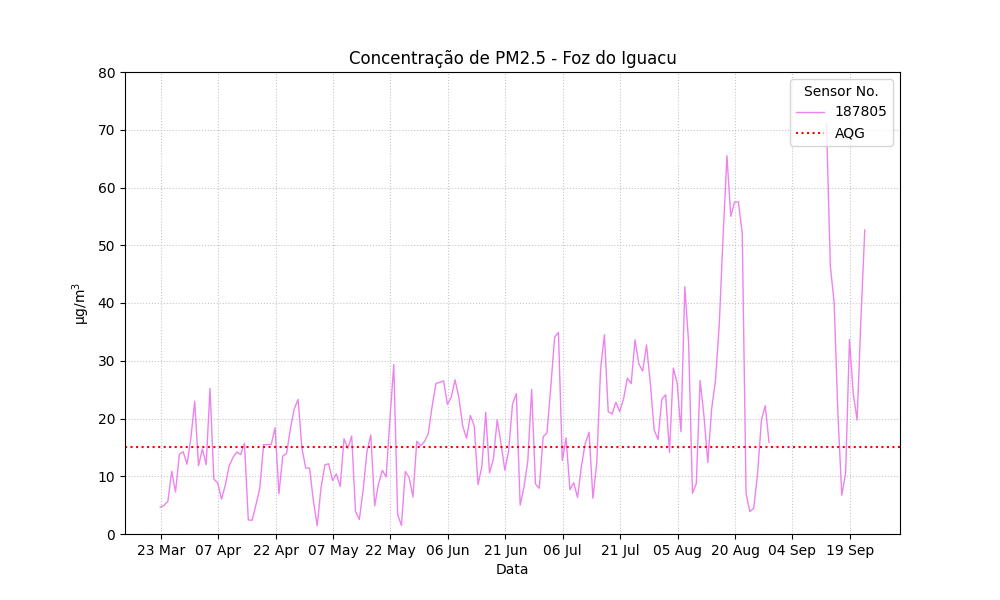 Concentração de PM2.5 - Foz do Iguacu
Sensor No.
187805
AQG
80
70
60
50
40
30
20
10
0
µg/m³
23 Mar 07 Apr 22 Apr 07 May 22 May 06 Jun 21 Jun 06 Jul 21 Jul 05 Aug 20 Aug 04 Sep 19 Sep
Data